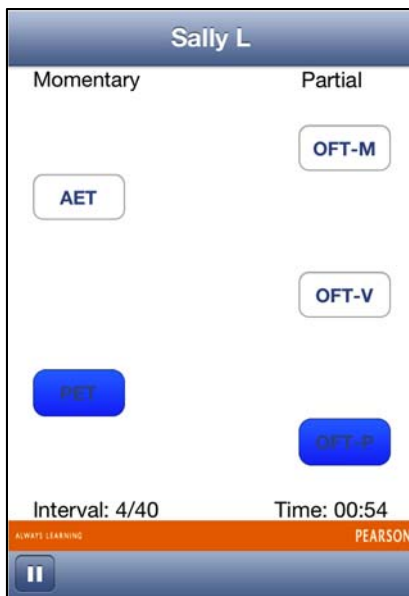 Sally L
Momentary
Partial
OFT-M
AET
OFT-V
PET
OFT-P
Interval: 4/40
Time: 00:54
ALWAYS LEARNING
PEARSON